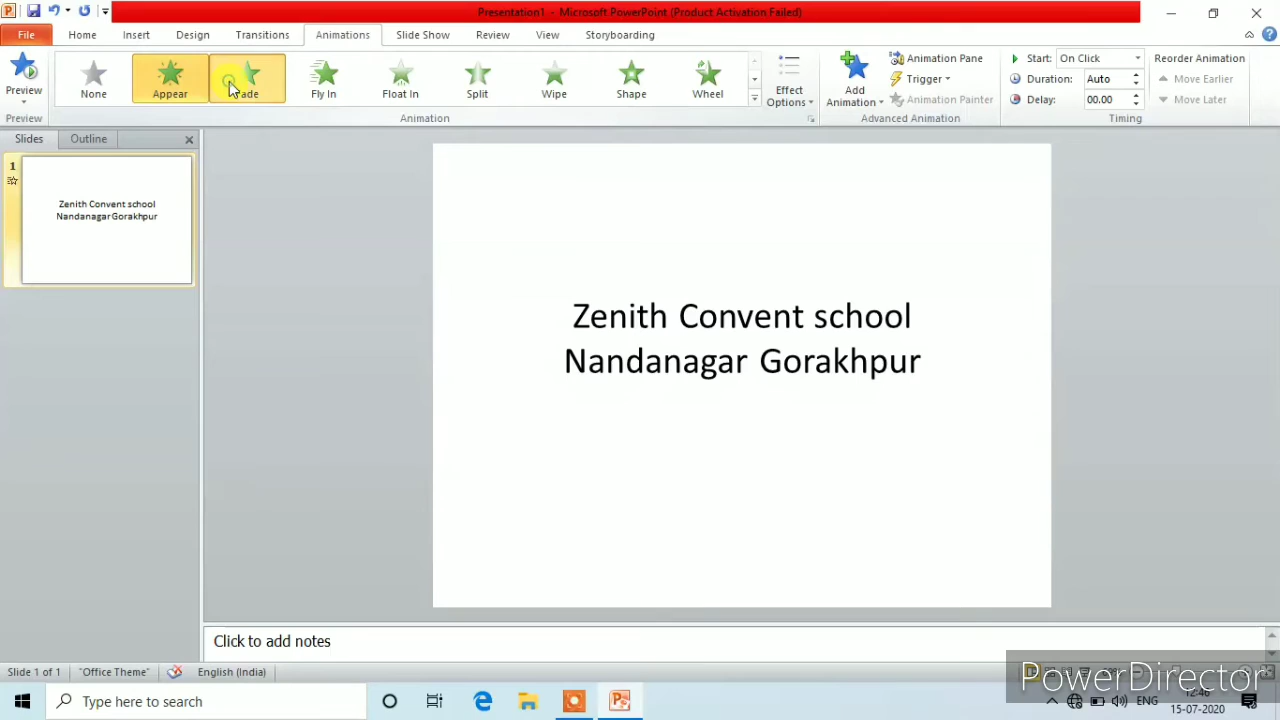 Presentation1 - Microsoft PowerPoint (Product Activation Failed)
File Home Insert Design Transitions Animations Slide Show Review View Storyboarding
Preview
None Appear Fly In Float In Split Wipe Shape Wheel
Effect Options
Add Animation
Animation Pane
Trigger
Animation Painter
Start: On Click
Duration: Auto
Delay: 00.00
Reorder Animation
Move Earlier
Move Later
Preview Animation Advanced Animation Timing
Slides Outline
1
Zenith Convent school
Nandanagar Gorakhpur
Zenith Convent school
Nandanagar Gorakhpur
Click to add notes
Slide 1 of 1 "Office Theme" English (India)
PowerDirector
Type here to search
ENG
12:46
15-07-2020